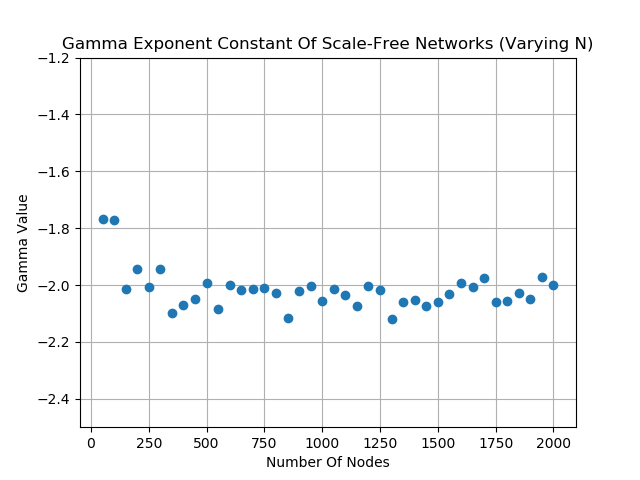 Gamma Exponent Constant Of Scale-Free Networks (Varying N)
−1.2
−1.4
−1.6
−1.8
−2.0
−2.2
−2.4
Gamma Value
0 250 500 750 1000 1250 1500 1750 2000
Number Of Nodes